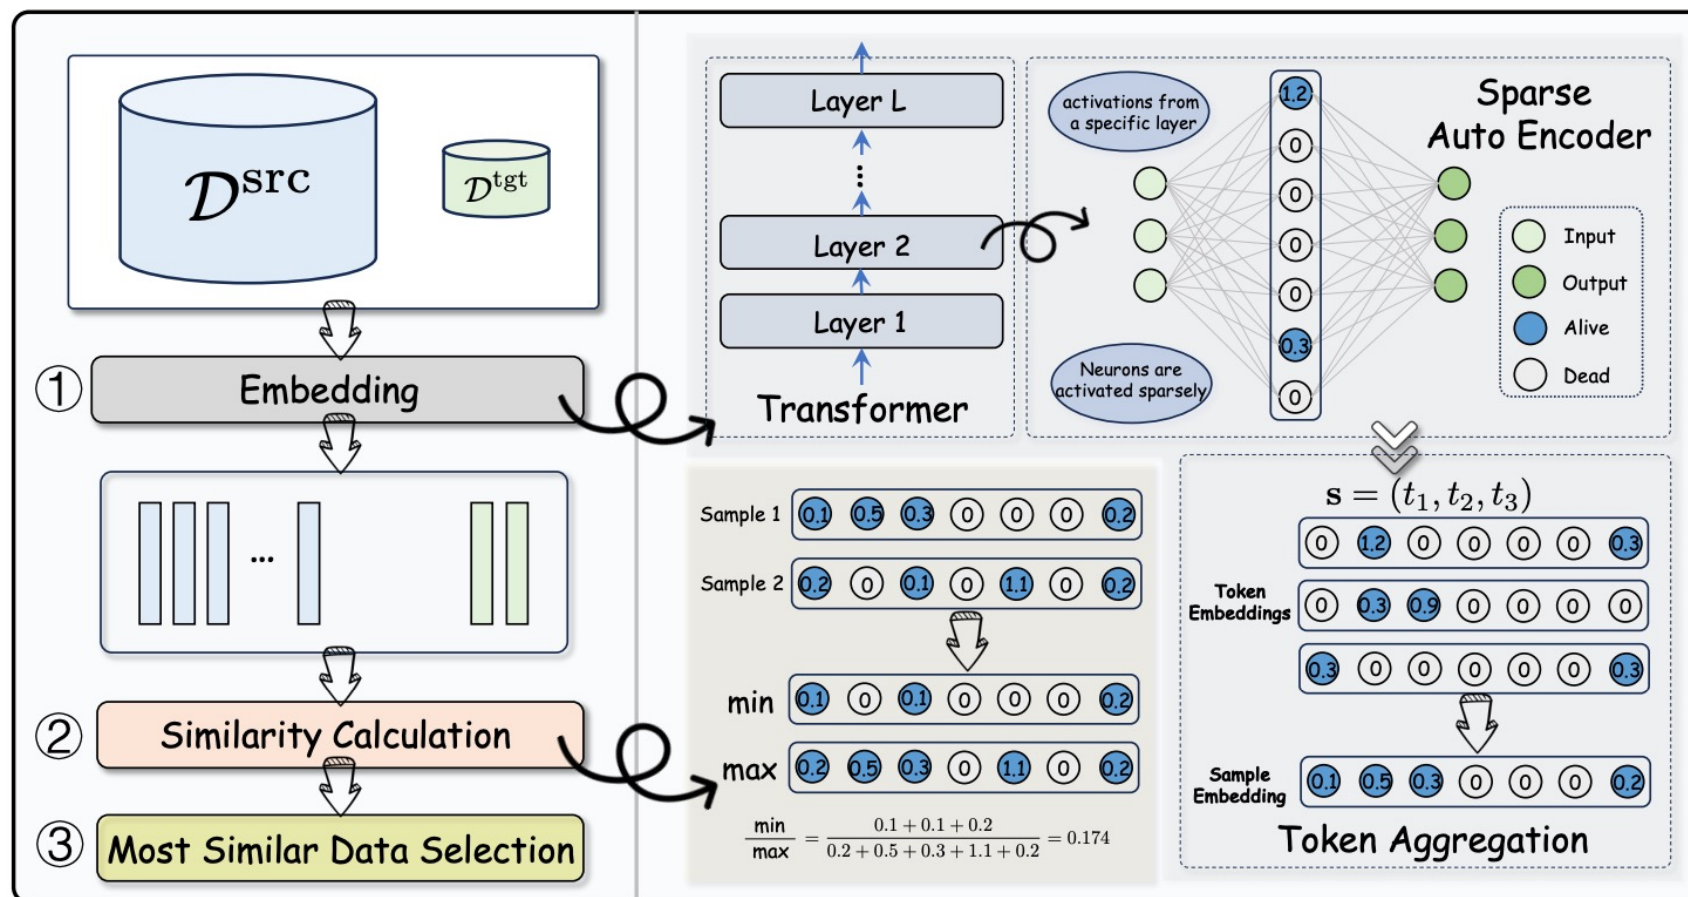 𝒟^src
𝒟^tgt
① Embedding
...
② Similarity Calculation
③ Most Similar Data Selection
Layer L
...
Layer 2
Layer 1
Transformer
activations from
a specific layer
Neurons are
activated sparsely
1.2
0
0
0
0
0.3
0
Sparse
Auto Encoder
Input
Output
Alive
Dead
Sample 1 0.1 0.5 0.3 0 0 0 0.2
Sample 2 0.2 0 0.1 0 1.1 0 0.2
min 0.1 0 0.1 0 0 0 0.2
max 0.2 0.5 0.3 0 1.1 0 0.2
min/max = (0.1 + 0.1 + 0.2)/(0.2 + 0.5 + 0.3 + 1.1 + 0.2) = 0.174
s = (t₁, t₂, t₃)
0 1.2 0 0 0 0 0.3
Token
Embeddings
0 0.3 0.9 0 0 0 0
0.3 0 0 0 0 0 0.3
Sample
Embedding
0.1 0.5 0.3 0 0 0 0.2
Token Aggregation